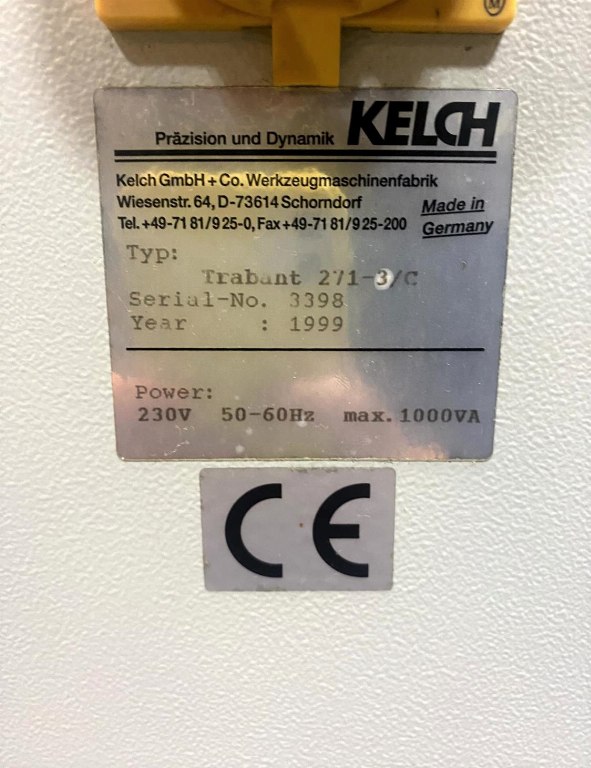 M
Präzision und Dynamik KELCH
Kelch GmbH + Co. Werkzeugmaschinenfabrik
Wiesenstr. 64, D-73614 Schorndorf
Tel. +49-71 81/9 25-0, Fax +49-71 81/9 25-200
Made in
Germany
Typ:
Trabant 271-3/C
Serial-No. 3398
Year : 1999
Power:
230V 50-60Hz max. 1000VA
CE